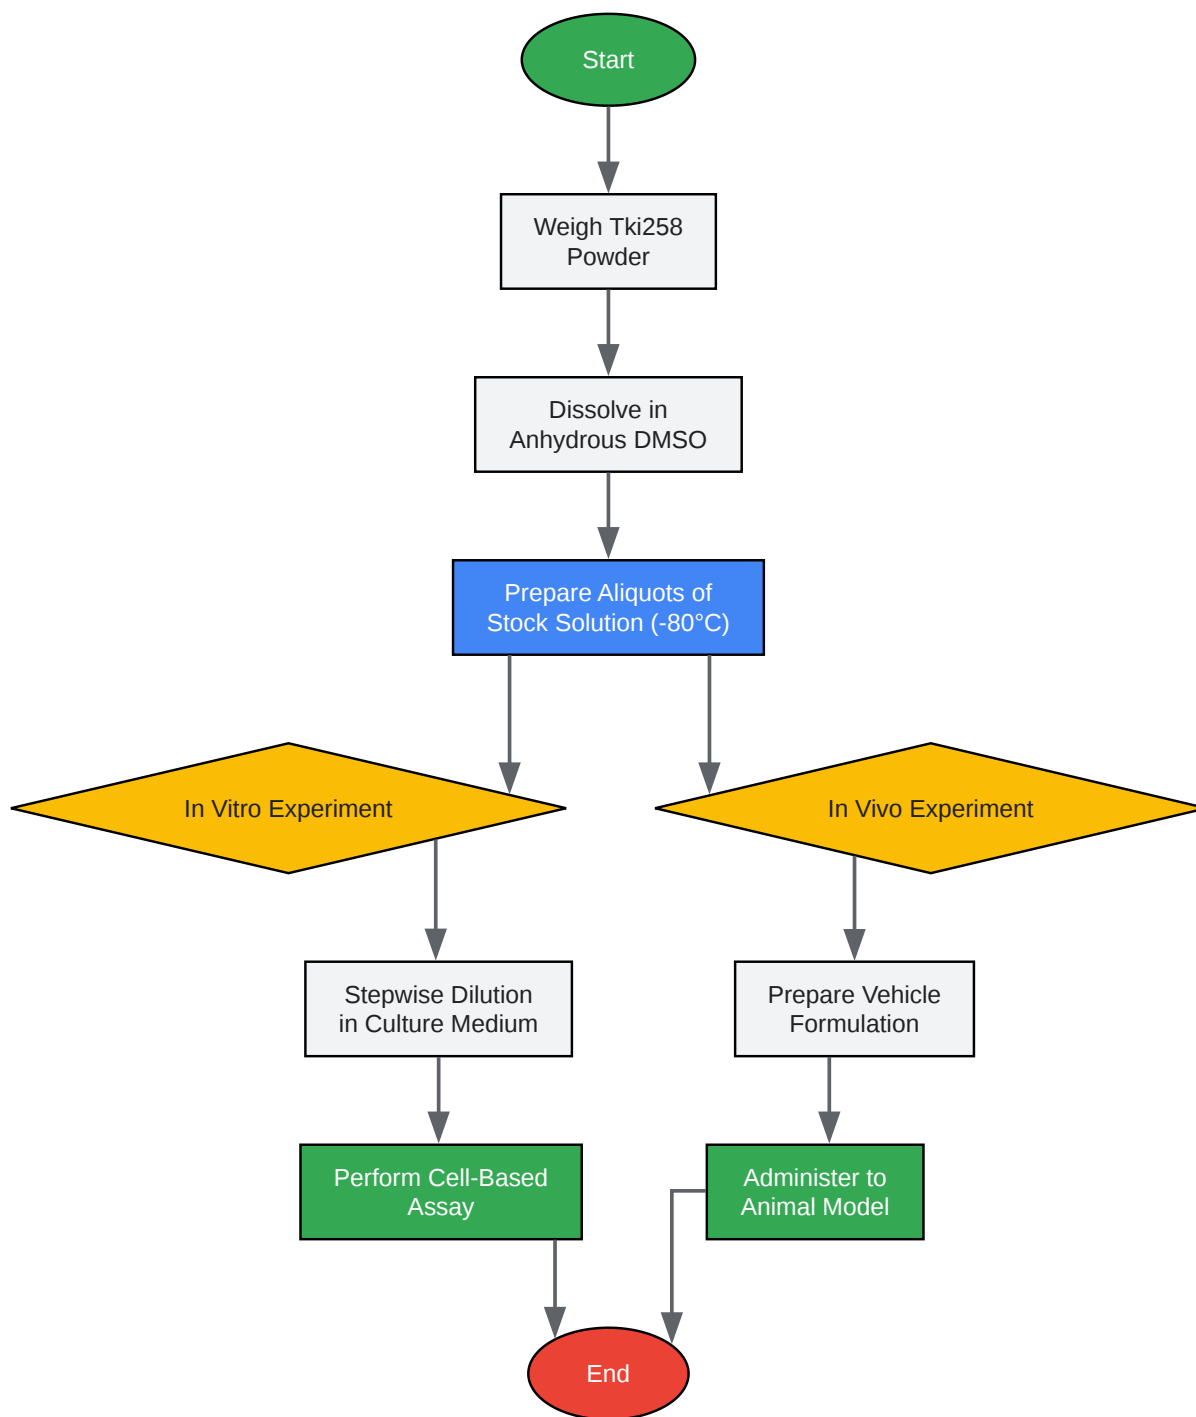 Start
Weigh Tki258
Powder
Dissolve in
Anhydrous DMSO
Prepare Aliquots of
Stock Solution (-80°C)
In Vitro Experiment
In Vivo Experiment
Stepwise Dilution
in Culture Medium
Prepare Vehicle
Formulation
Perform Cell-Based
Assay
Administer to
Animal Model
End